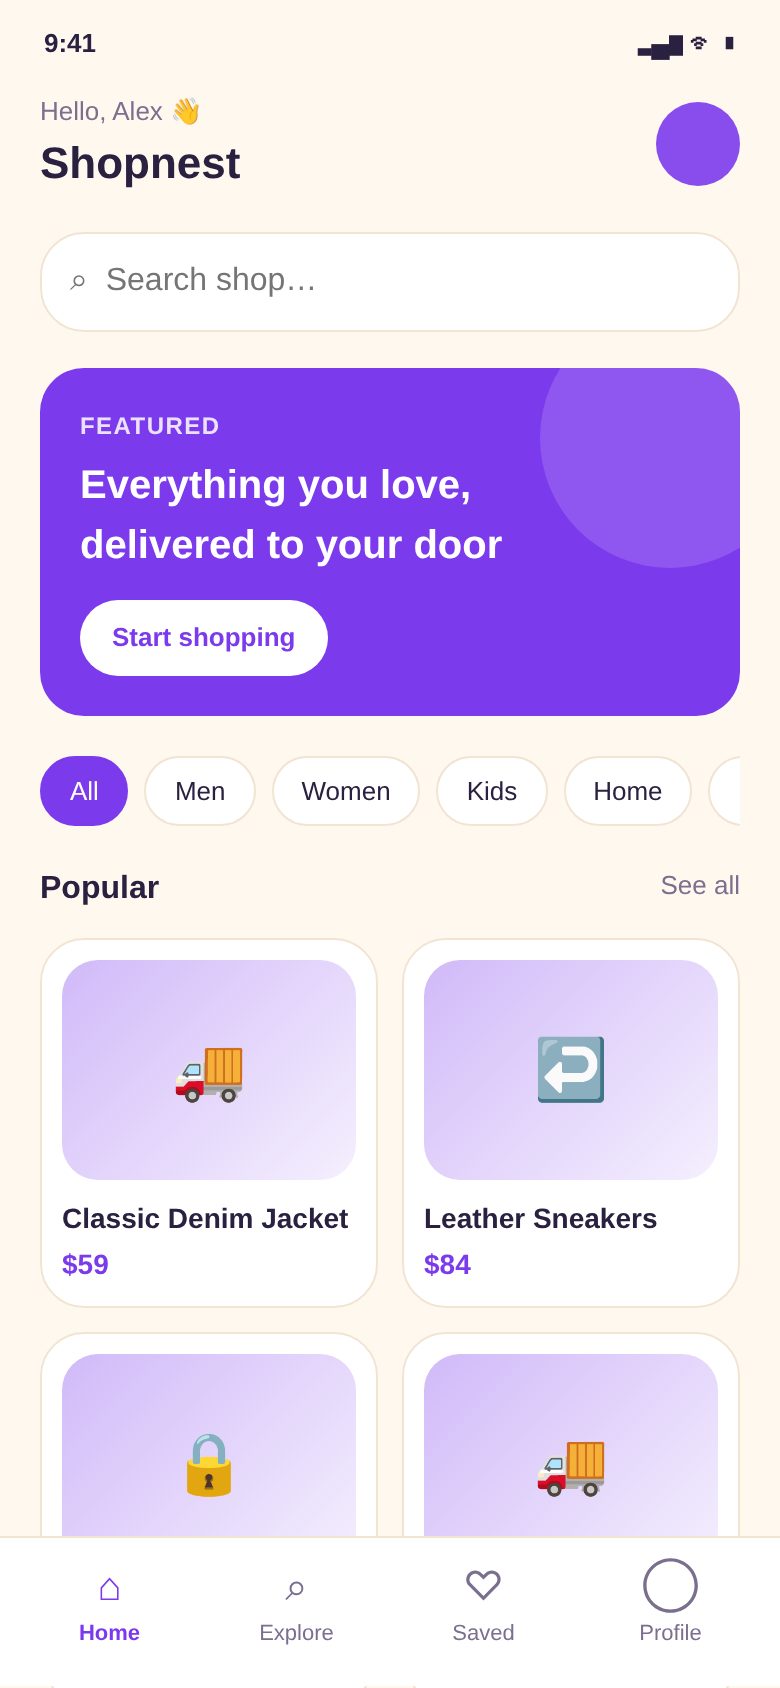 9:41
Hello, Alex 👋
Shopnest
Search shop…
FEATURED
Everything you love,
delivered to your door
Start shopping
All Men Women Kids Home
Popular See all
Classic Denim Jacket Leather Sneakers
$59 $84
Home Explore Saved Profile